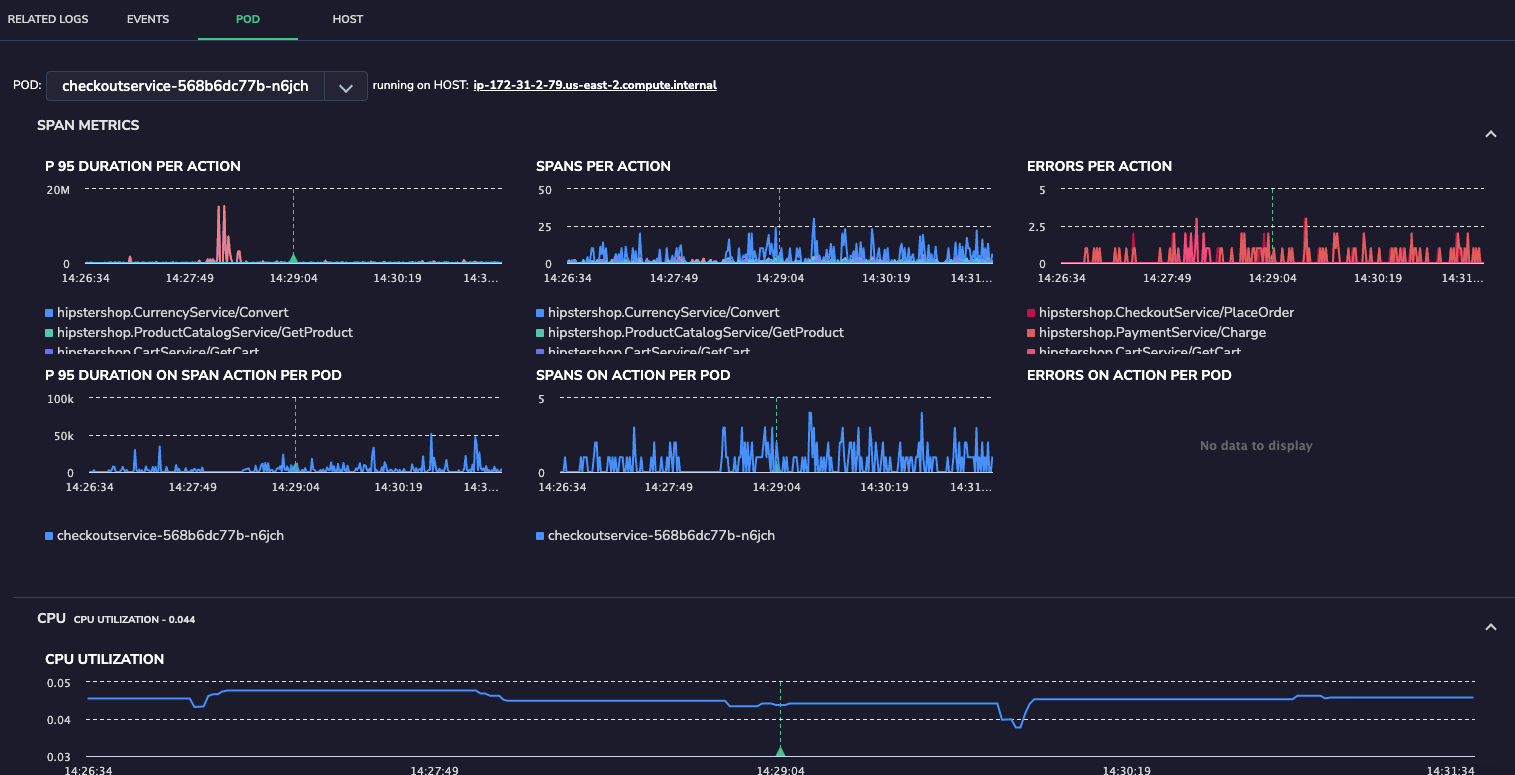 RELATED LOGS EVENTS POD HOST
POD: checkoutservice-568b6dc77b-n6jch running on HOST: ip-172-31-2-79.us-east-2.compute.internal
SPAN METRICS
P 95 DURATION PER ACTION
20M
0
14:26:34 14:27:49 14:29:04 14:30:19 14:3...
hipstershop.CurrencyService/Convert
hipstershop.ProductCatalogService/GetProduct
hipstershop.CartService/GetCart
SPANS PER ACTION
50
25
0
14:26:34 14:27:49 14:29:04 14:30:19 14:31...
hipstershop.CurrencyService/Convert
hipstershop.ProductCatalogService/GetProduct
hipstershop.CartService/GetCart
ERRORS PER ACTION
5
2.5
0
14:26:34 14:27:49 14:29:04 14:30:19 14:31...
hipstershop.CheckoutService/PlaceOrder
hipstershop.PaymentService/Charge
hipstershop.CartService/GetCart
P 95 DURATION ON SPAN ACTION PER POD
100k
50k
0
14:26:34 14:27:49 14:29:04 14:30:19 14:3...
checkoutservice-568b6dc77b-n6jch
SPANS ON ACTION PER POD
5
0
14:26:34 14:27:49 14:29:04 14:30:19 14:31...
checkoutservice-568b6dc77b-n6jch
ERRORS ON ACTION PER POD
No data to display
CPU CPU UTILIZATION - 0.044
CPU UTILIZATION
0.05
0.04
0.03
14:26:34 14:27:49 14:29:04 14:30:19 14:31:34